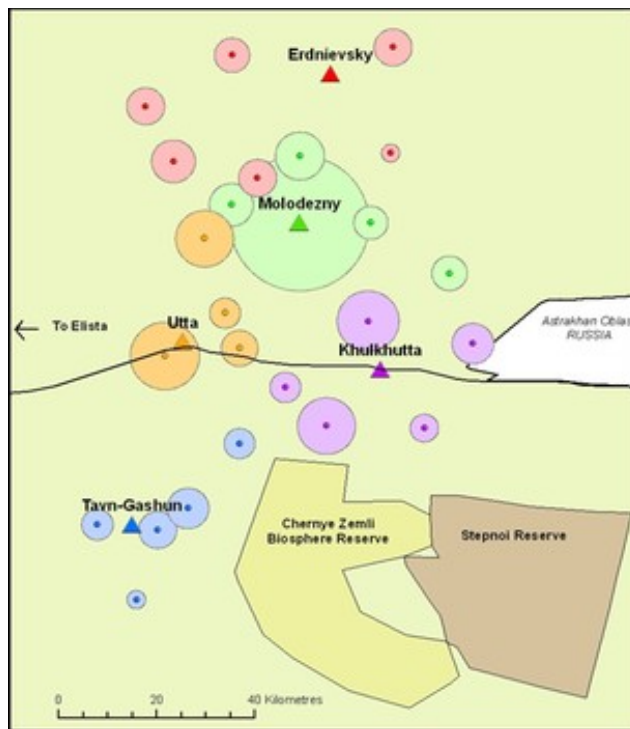 Erdnievsky
Molodezny
To Elista
Utta
Astrakhan Oblas
RUSSIA
Khulkhutta
Tavn-Gashun
Chernye Zemli
Biosphere Reserve
Stepnoi Reserve
0 20 40 Kilometres